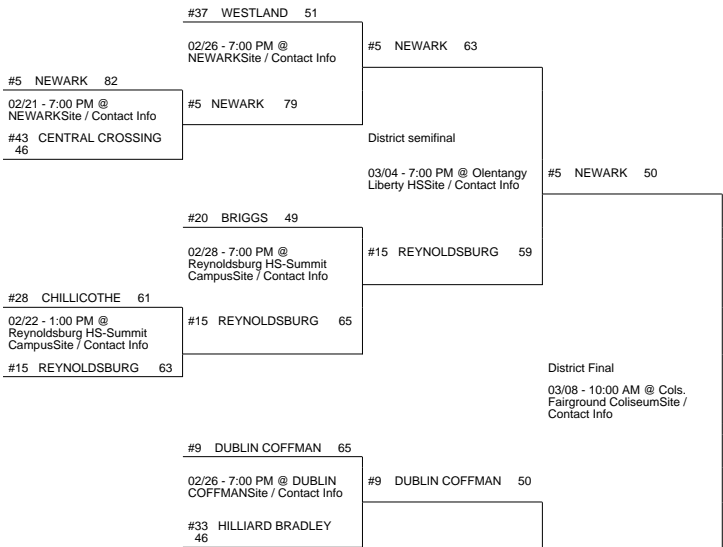 #37 WESTLAND 51
02/26 - 7:00 PM @
NEWARKSite / Contact Info
#5 NEWARK 63
#5 NEWARK 82
02/21 - 7:00 PM @
NEWARKSite / Contact Info
#5 NEWARK 79
#43 CENTRAL CROSSING
46
District semifinal
03/04 - 7:00 PM @ Olentangy
Liberty HSSite / Contact Info
#5 NEWARK 50
#20 BRIGGS 49
02/28 - 7:00 PM @
Reynoldsburg HS-Summit
CampusSite / Contact Info
#15 REYNOLDSBURG 59
#28 CHILLICOTHE 61
02/22 - 1:00 PM @
Reynoldsburg HS-Summit
CampusSite / Contact Info
#15 REYNOLDSBURG 65
#15 REYNOLDSBURG 63
District Final
03/08 - 10:00 AM @ Cols.
Fairground ColiseumSite /
Contact Info
#9 DUBLIN COFFMAN 65
02/26 - 7:00 PM @ DUBLIN
COFFMANSite / Contact Info
#9 DUBLIN COFFMAN 50
#33 HILLIARD BRADLEY
46